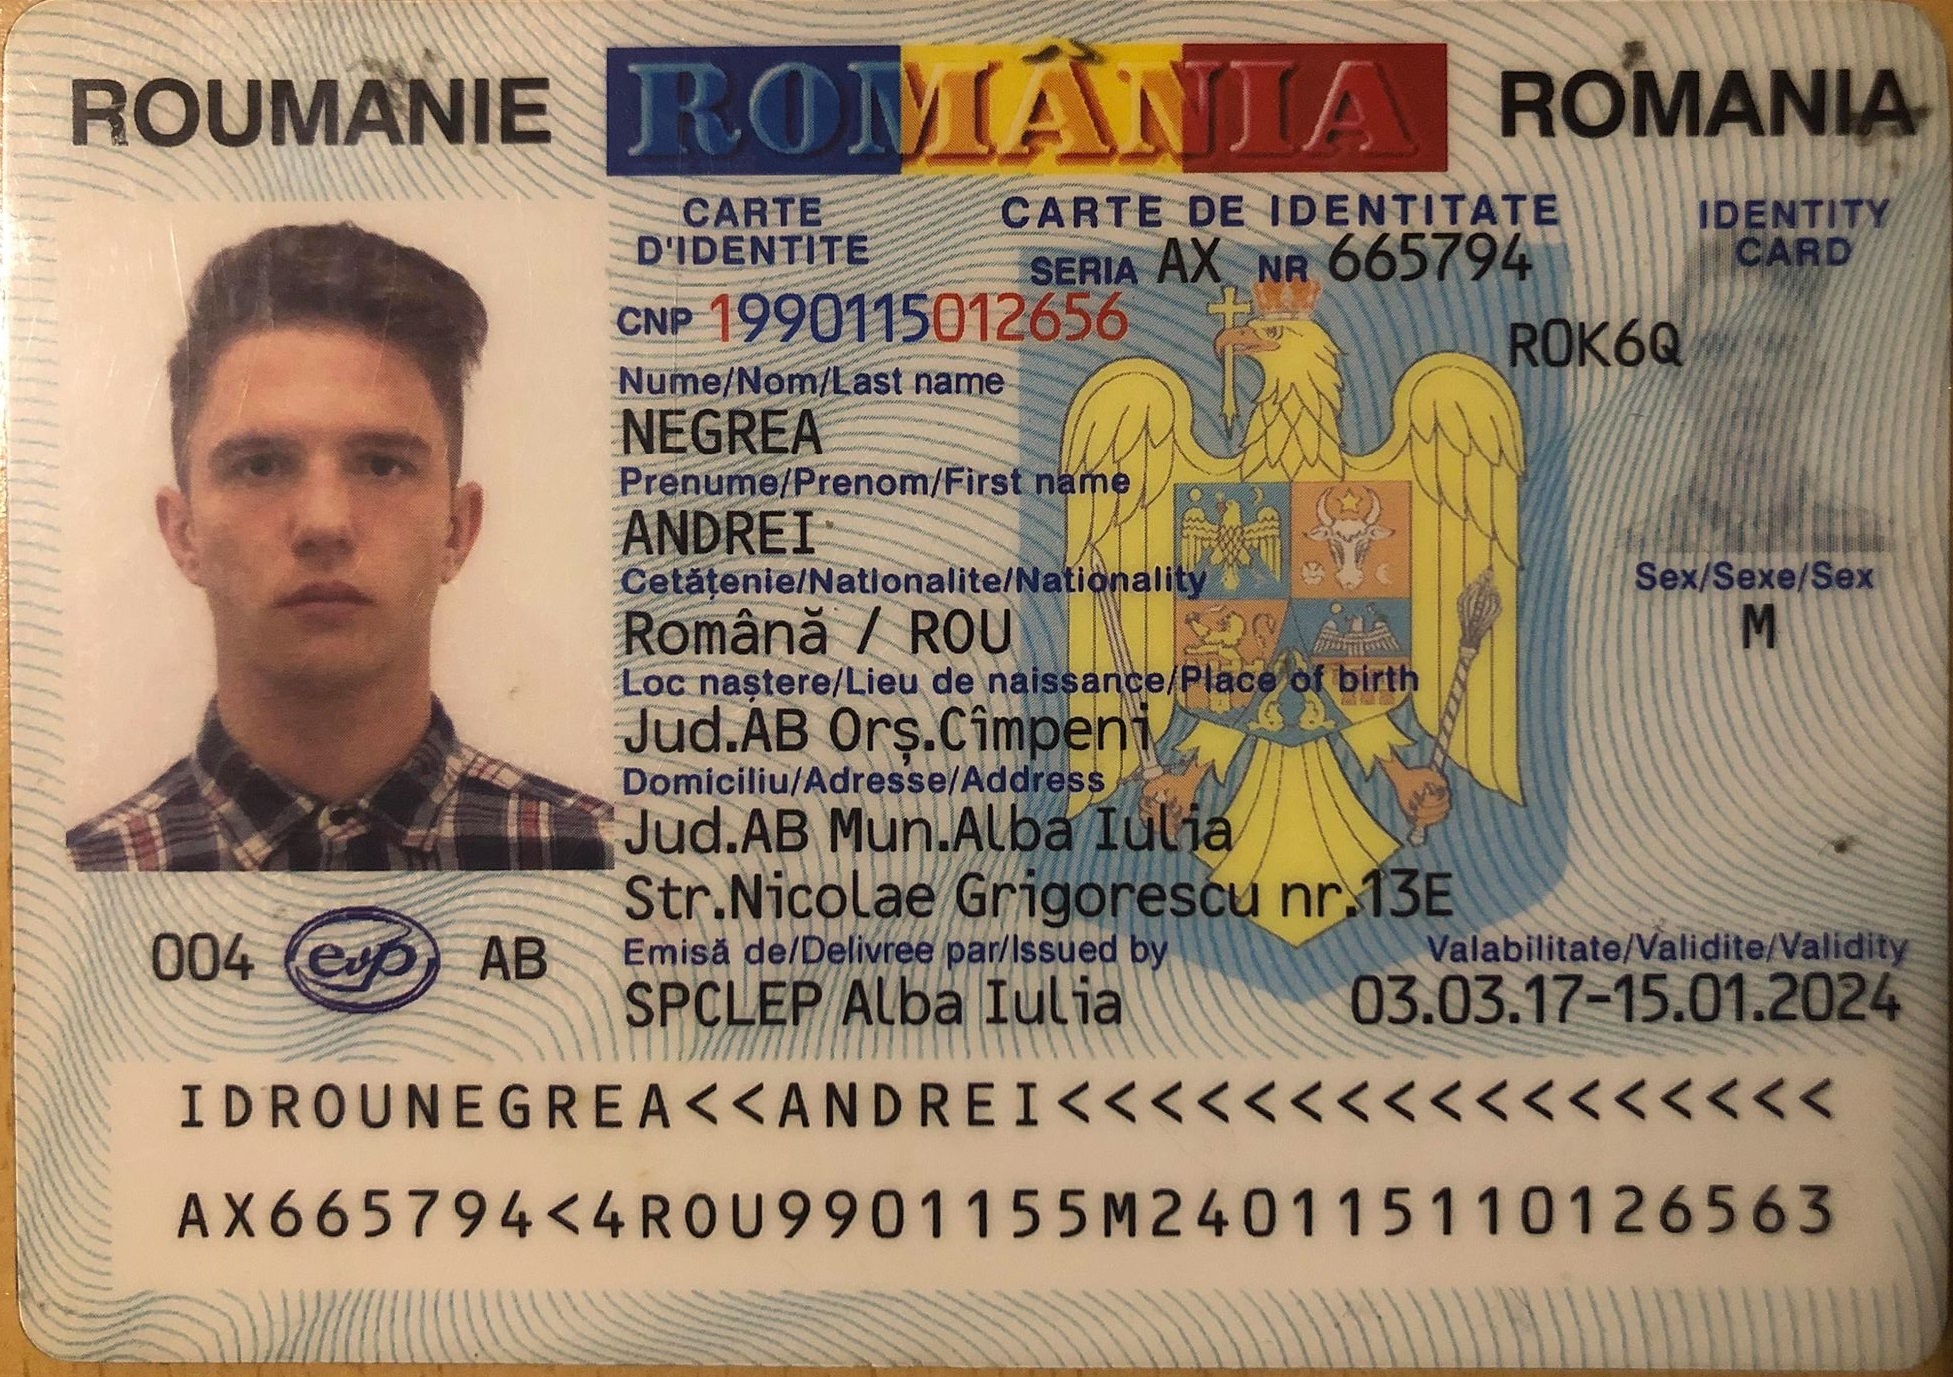 ROUMANIE ROMÂNIA ROMANIA
CARTE D'IDENTITE
CARTE DE IDENTITATE
IDENTITY CARD
SERIA AX NR 665794
CNP 1990115012656
R0K6Q
Nume/Nom/Last name
NEGREA
Prenume/Prenom/First name
ANDREI
Cetăţenie/Nationalite/Nationality
Română / ROU
Sex/Sexe/Sex
M
Loc naştere/Lieu de naissance/Place of birth
Jud.AB Orș.Cîmpeni
Domiciliu/Adresse/Address
Jud.AB Mun.Alba Iulia
Str.Nicolae Grigorescu nr.13E
004 evp AB
Emisă de/Delivree par/Issued by
SPCLEP Alba Iulia
Valabilitate/Validite/Validity
03.03.17-15.01.2024
IDROUNEGREA<<ANDREI<<<<<<<<<<<<<<<<<
AX665794<4ROU9901155M240115110126563